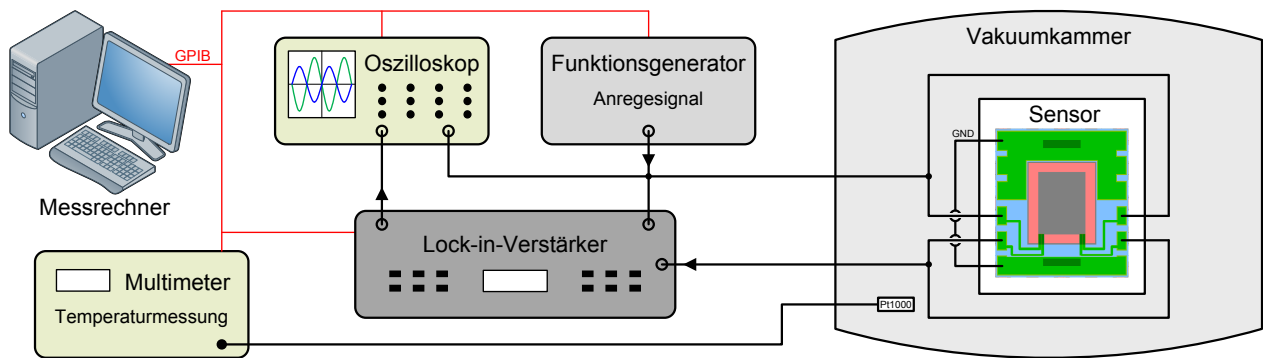 GPIB
Oszilloskop
Funktionsgenerator
Anregesignal
Vakuumkammer
Sensor
GND
Messrechner
Lock-in-Verstärker
Multimeter
Temperaturmessung
Pt1000